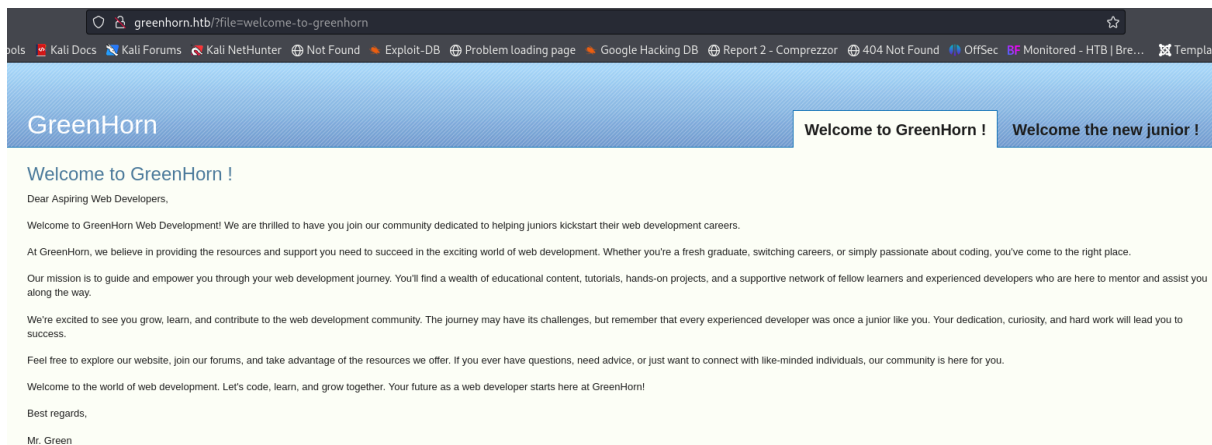 greenhorn.htb/?file=welcome-to-greenhorn
ools Kali Docs Kali Forums Kali NetHunter Not Found Exploit-DB Problem loading page Google Hacking DB Report 2 - Comprezzor 404 Not Found OffSec BF Monitored - HTB | Bre... Templa
GreenHorn
Welcome to GreenHorn ! Welcome the new junior !
Welcome to GreenHorn !
Dear Aspiring Web Developers,
Welcome to GreenHorn Web Development! We are thrilled to have you join our community dedicated to helping juniors kickstart their web development careers.
At GreenHorn, we believe in providing the resources and support you need to succeed in the exciting world of web development. Whether you're a fresh graduate, switching careers, or simply passionate about coding, you've come to the right place.
Our mission is to guide and empower you through your web development journey. You'll find a wealth of educational content, tutorials, hands-on projects, and a supportive network of fellow learners and experienced developers who are here to mentor and assist you
along the way.
We're excited to see you grow, learn, and contribute to the web development community. The journey may have its challenges, but remember that every experienced developer was once a junior like you. Your dedication, curiosity, and hard work will lead you to
success.
Feel free to explore our website, join our forums, and take advantage of the resources we offer. If you ever have questions, need advice, or just want to connect with like-minded individuals, our community is here for you.
Welcome to the world of web development. Let's code, learn, and grow together. Your future as a web developer starts here at GreenHorn!
Best regards,
Mr. Green